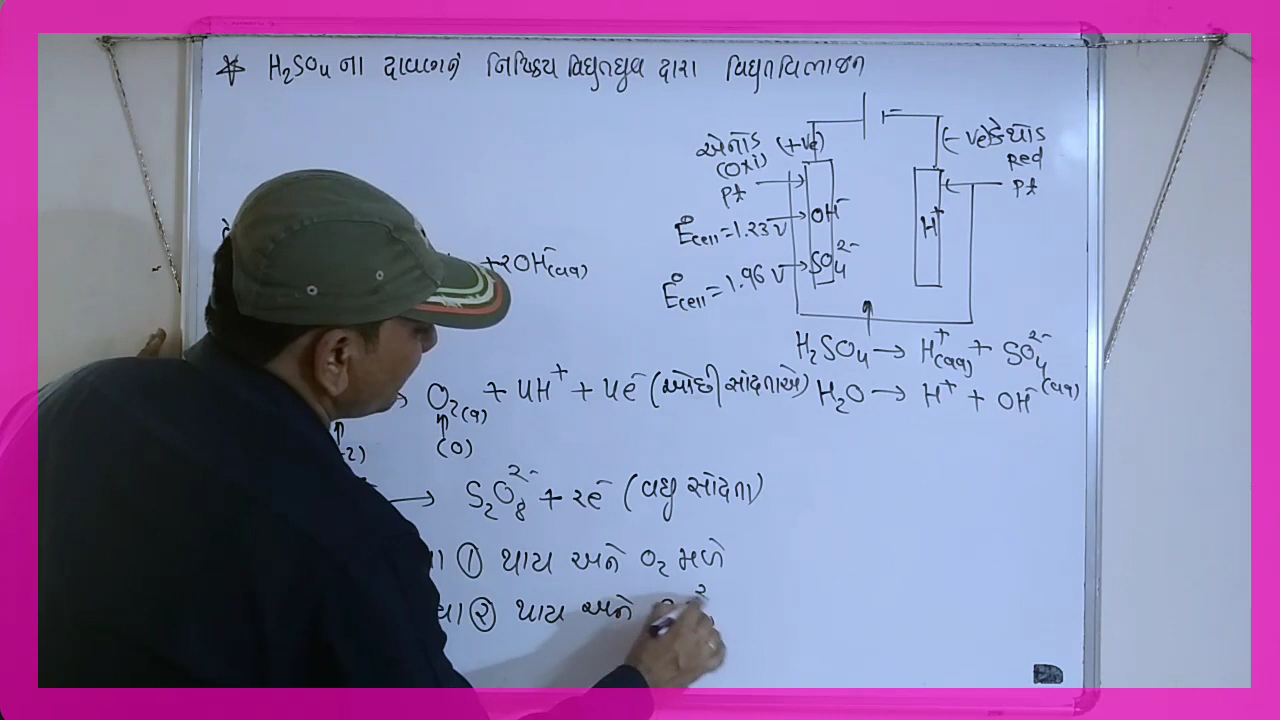 * H₂SO₄ ના દ્રાવણનું નિષ્ક્રિય વિદ્યુતધ્રુવ દ્વારા વિદ્યુતવિભાજન
એનોડ (+ve)
(oxi)
Pt
E°cell = 1.23 V
OH⁻
E°cell = 1.96 V
SO₄²⁻
(-ve) કેથોડ
red
Pt
H⁺
H₂SO₄ → H⁺(aq) + SO₄²⁻(aq)
H₂O → H⁺ + OH⁻
+ 2OH⁻(aq)
→ O₂(g) + 4H⁺ + 4e⁻ (ઓછી સાંદ્રતાએ)
(0)
→ S₂O₈²⁻ + 2e⁻ (વધુ સાંદ્રતા)
① થાય અને O₂ મળે
② થાય અને